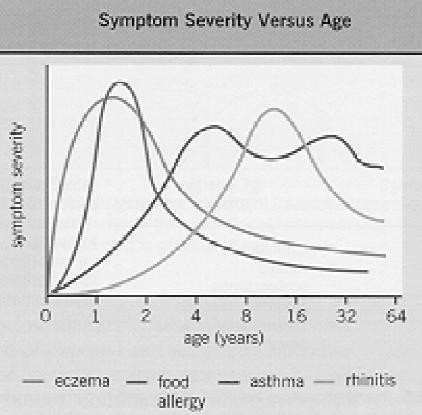 Symptom Severity Versus Age
symptom severity
0 1 2 4 8 16 32 64
age (years)
eczema food allergy asthma rhinitis